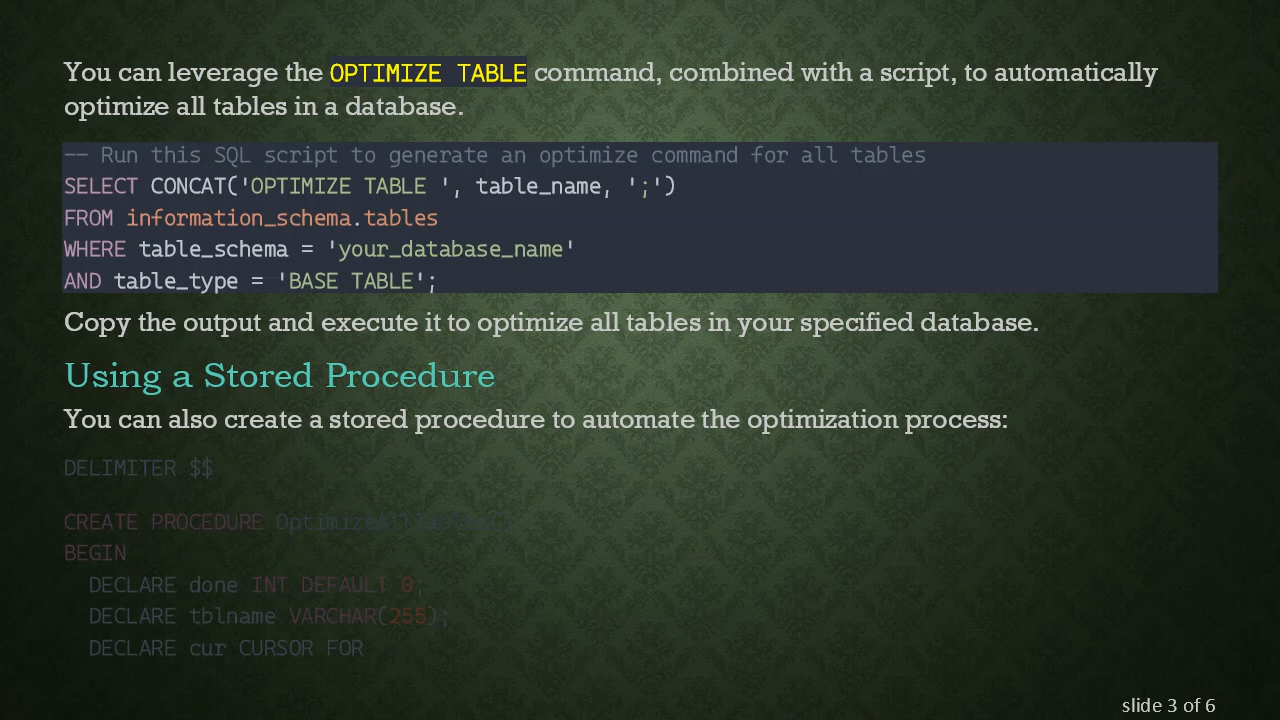 You can leverage the OPTIMIZE TABLE command, combined with a script, to automatically
optimize all tables in a database.
-- Run this SQL script to generate an optimize command for all tables
SELECT CONCAT('OPTIMIZE TABLE ', table_name, ';')
FROM information_schema.tables
WHERE table_schema = 'your_database_name'
AND table_type = 'BASE TABLE';
Copy the output and execute it to optimize all tables in your specified database.
Using a Stored Procedure
You can also create a stored procedure to automate the optimization process:
DELIMITER $$
CREATE PROCEDURE OptimizeAllTables()
BEGIN
DECLARE done INT DEFAULT 0;
DECLARE tblname VARCHAR(255);
DECLARE cur CURSOR FOR
slide 3 of 6